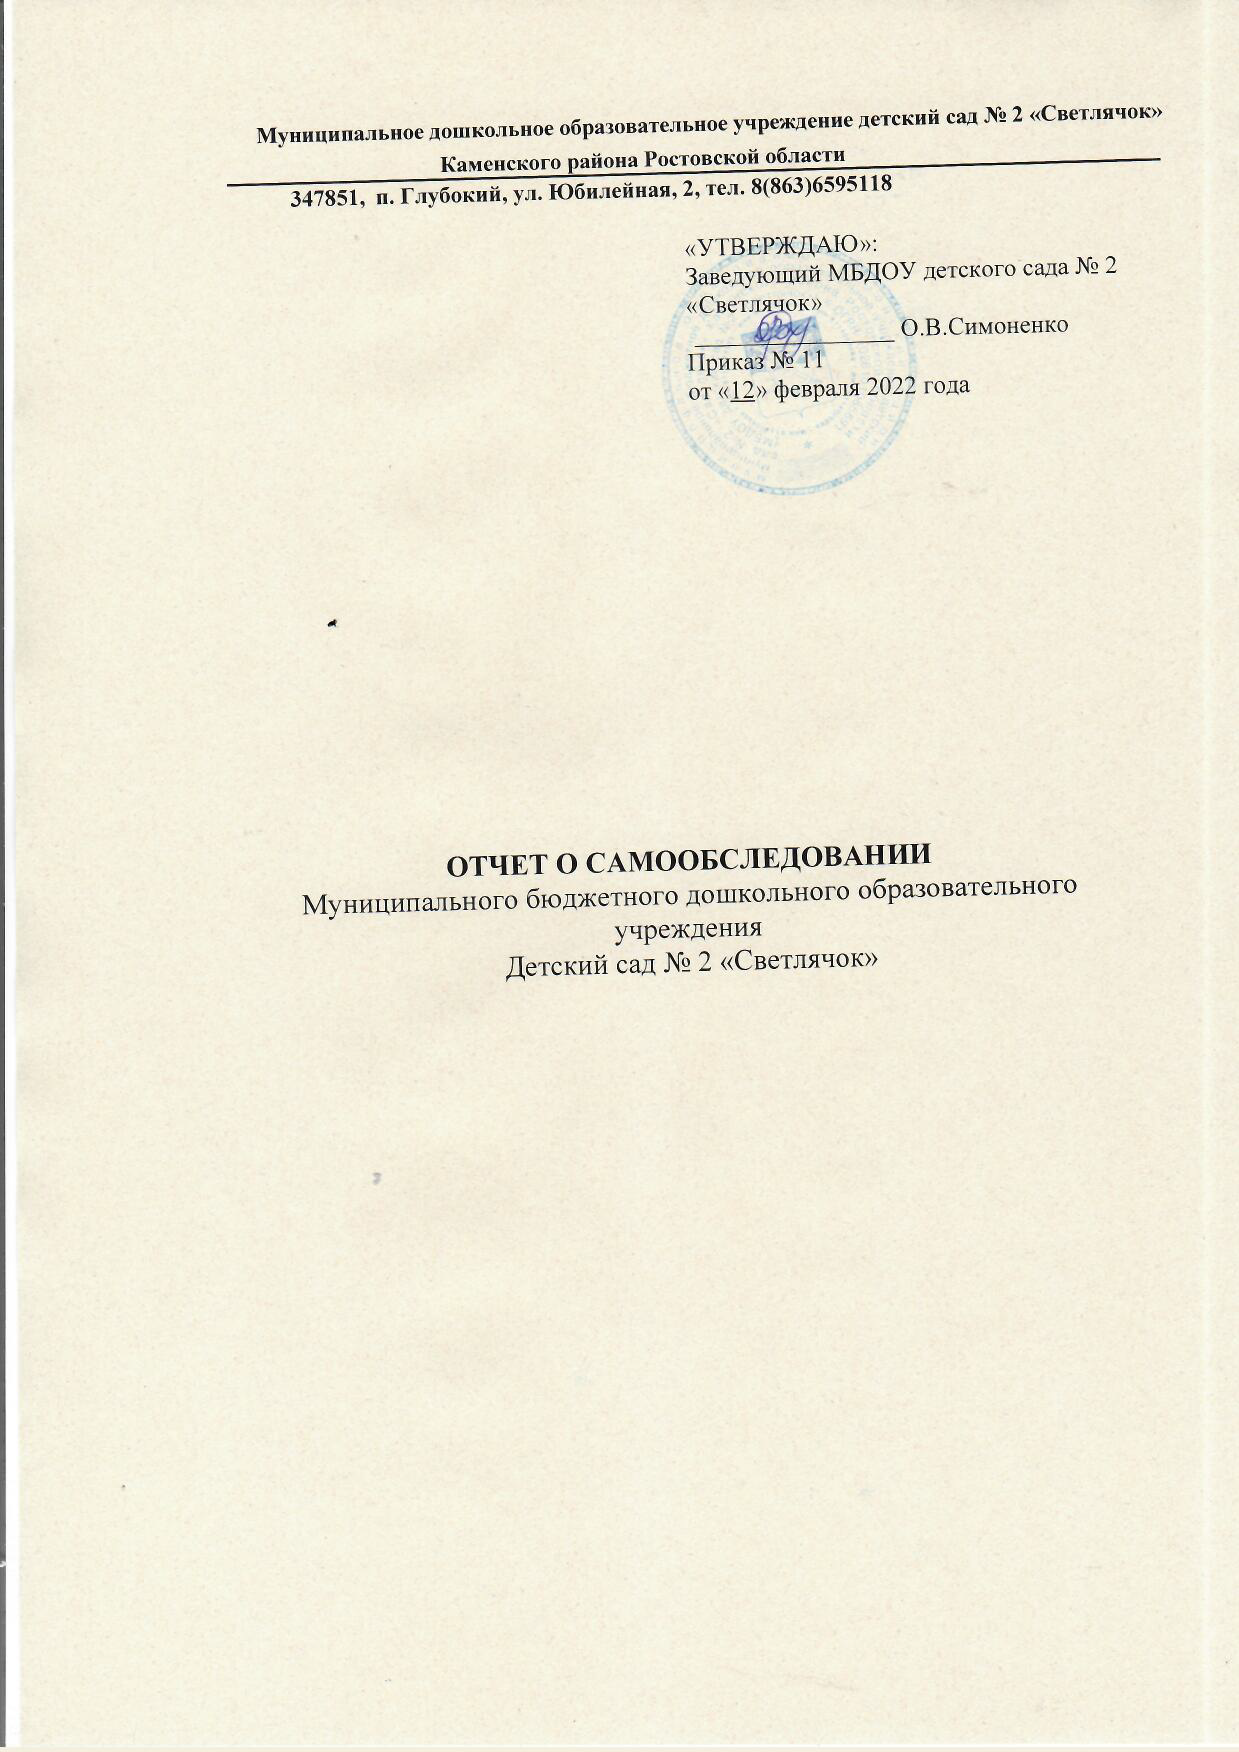 Муниципальное дошкольное образовательное учреждение детский сад № 2 «Светлячок»
Каменского района Ростовской области
347851, п. Глубокий, ул. Юбилейная, 2, тел. 8(863)6595118
«УТВЕРЖДАЮ»:
Заведующий МБДОУ детского сада № 2
«Светлячок»
________________ О.В.Симоненко
Приказ № 11
от «12» февраля 2022 года
ОТЧЕТ О САМООБСЛЕДОВАНИИ
Муниципального бюджетного дошкольного образовательного
учреждения
Детский сад № 2 «Светлячок»